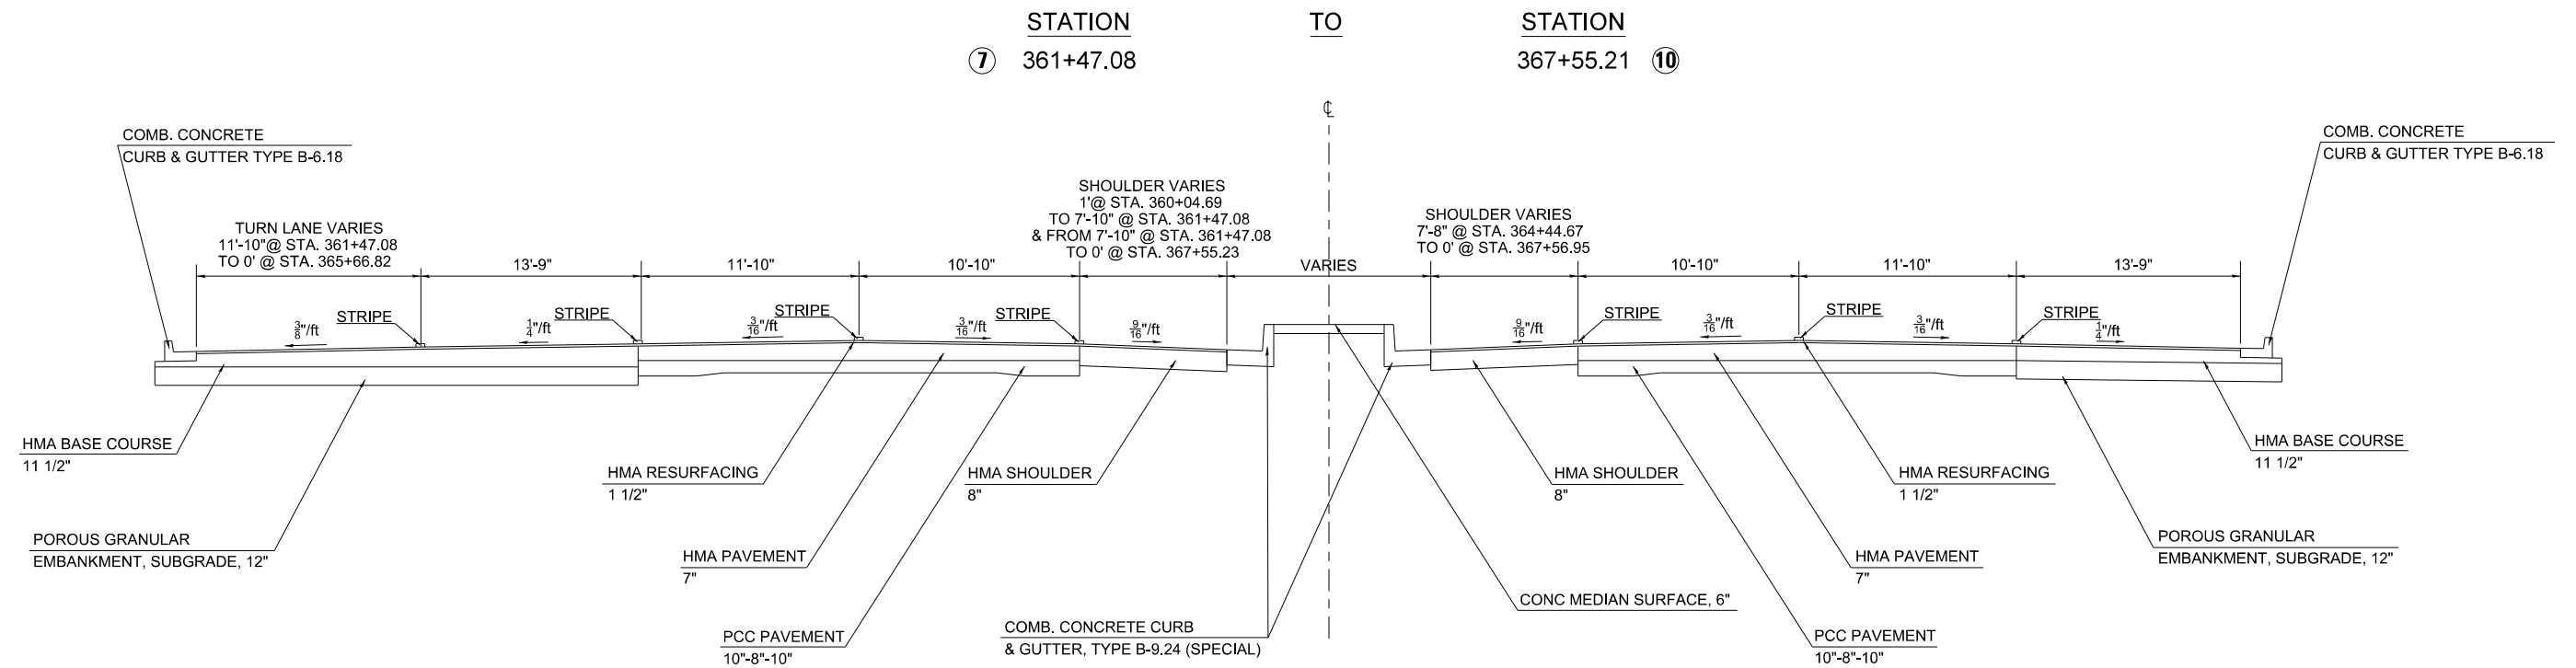 STATION TO STATION
7 361+47.08 367+55.21 10
℄
COMB. CONCRETE
CURB & GUTTER TYPE B-6.18
TURN LANE VARIES
11'-10"@ STA. 361+47.08
TO 0' @ STA. 365+66.82
SHOULDER VARIES
1'@ STA. 360+04.69
TO 7'-10" @ STA. 361+47.08
& FROM 7'-10" @ STA. 361+47.08
TO 0' @ STA. 367+55.23
SHOULDER VARIES
7'-8" @ STA. 364+44.67
TO 0' @ STA. 367+56.95
COMB. CONCRETE
CURB & GUTTER TYPE B-6.18
13'-9" 11'-10" 10'-10" VARIES 10'-10" 11'-10" 13'-9"
STRIPE STRIPE STRIPE STRIPE STRIPE STRIPE STRIPE
3/8"/ft 1/4"/ft 3/16"/ft 3/16"/ft 9/16"/ft 9/16"/ft 3/16"/ft 3/16"/ft 1/4"/ft
HMA BASE COURSE
11 1/2"
HMA RESURFACING
1 1/2"
HMA SHOULDER
8"
HMA SHOULDER
8"
HMA RESURFACING
1 1/2"
HMA BASE COURSE
11 1/2"
POROUS GRANULAR
EMBANKMENT, SUBGRADE, 12"
HMA PAVEMENT
7"
HMA PAVEMENT
7"
POROUS GRANULAR
EMBANKMENT, SUBGRADE, 12"
PCC PAVEMENT
10"-8"-10"
COMB. CONCRETE CURB
& GUTTER, TYPE B-9.24 (SPECIAL)
CONC MEDIAN SURFACE, 6"
PCC PAVEMENT
10"-8"-10"